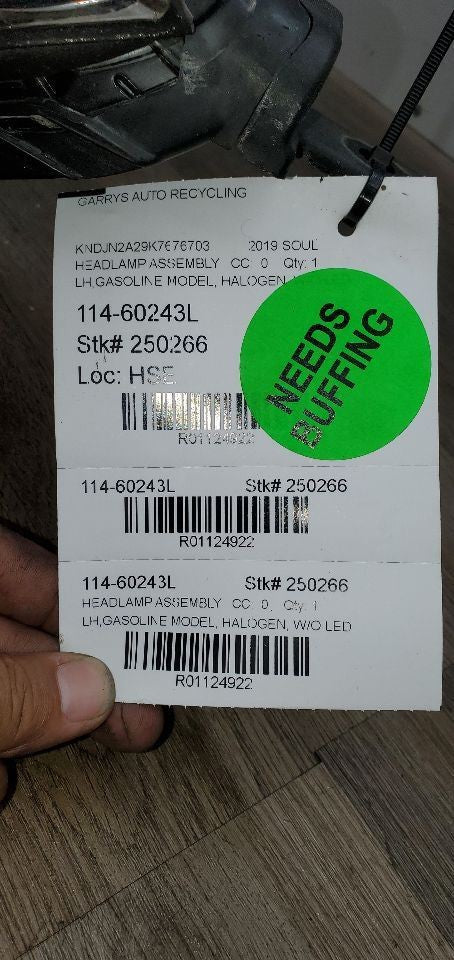 GARRYS AUTO RECYCLING
KNDJN2A29K7676703 2019 SOUL
HEADLAMP ASSEMBLY CC: 0 Qty: 1
LH,GASOLINE MODEL, HALOGEN,
114-60243L
Stk# 250266
Loc: HSE
NEEDS
BUFFING
R01124922
114-60243L Stk# 250266
R01124922
114-60243L Stk# 250266
HEADLAMP ASSEMBLY CC: 0 Qty: 1
LH,GASOLINE MODEL, HALOGEN, W/O LED
R01124922